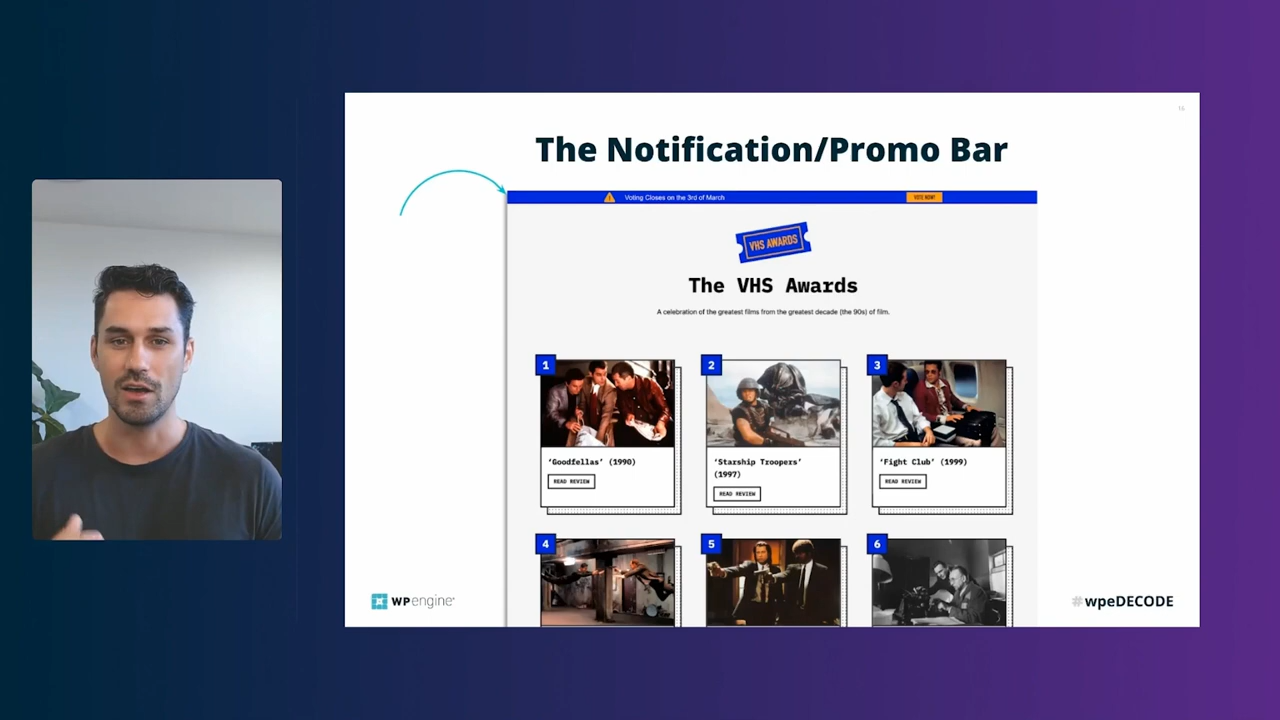 16
The Notification/Promo Bar
Voting Closes on the 3rd of March
VOTE NOW!
VHS AWARDS
The VHS Awards
A celebration of the greatest films from the greatest decade (the 90s) of film.
1
2
3
'Goodfellas' (1990)
READ REVIEW
'Starship Troopers'
(1997)
READ REVIEW
'Fight Club' (1999)
READ REVIEW
4
5
6
WPengine
#wpeDECODE